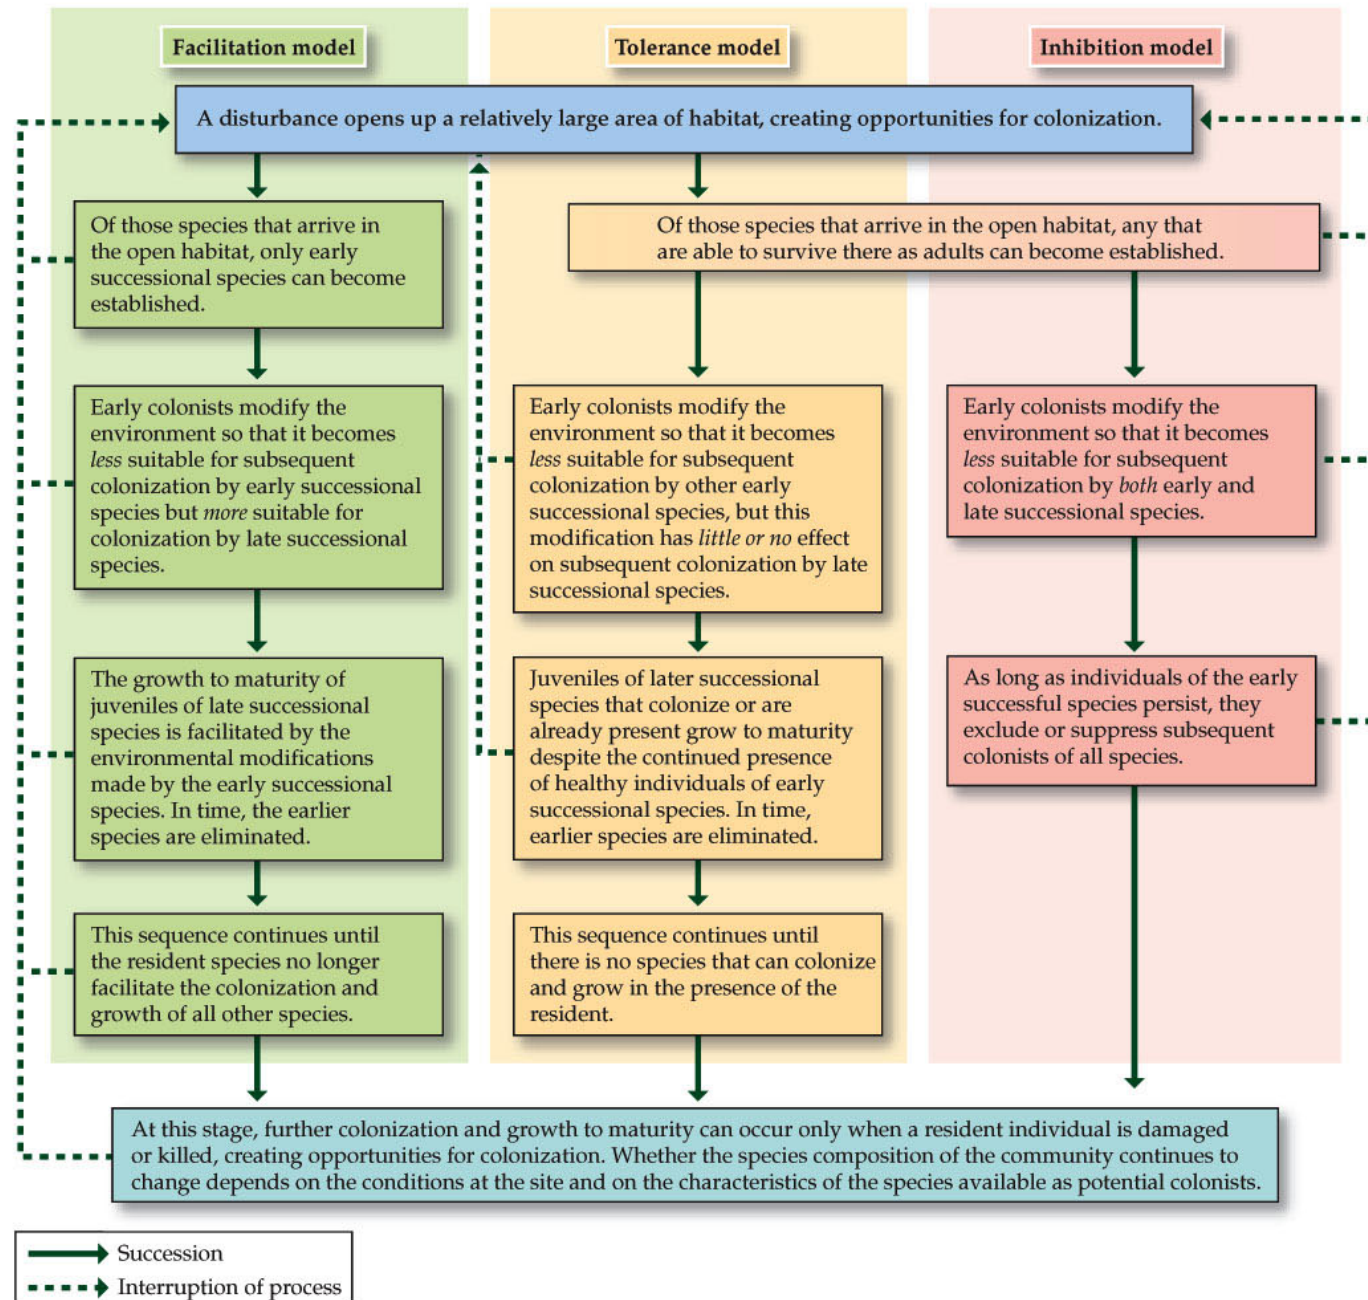 Facilitation model
Tolerance model
Inhibition model
A disturbance opens up a relatively large area of habitat, creating opportunities for colonization.
Of those species that arrive in
the open habitat, only early
successional species can become
established.
Of those species that arrive in the open habitat, any that
are able to survive there as adults can become established.
Early colonists modify the
environment so that it becomes
less suitable for subsequent
colonization by early successional
species but more suitable for
colonization by late successional
species.
Early colonists modify the
environment so that it becomes
less suitable for subsequent
colonization by other early
successional species, but this
modification has little or no effect
on subsequent colonization by late
successional species.
Early colonists modify the
environment so that it becomes
less suitable for subsequent
colonization by both early and
late successional species.
The growth to maturity of
juveniles of late successional
species is facilitated by the
environmental modifications
made by the early successional
species. In time, the earlier
species are eliminated.
Juveniles of later successional
species that colonize or are
already present grow to maturity
despite the continued presence
of healthy individuals of early
successional species. In time,
earlier species are eliminated.
As long as individuals of the early
successful species persist, they
exclude or suppress subsequent
colonists of all species.
This sequence continues until
the resident species no longer
facilitate the colonization and
growth of all other species.
This sequence continues until
there is no species that can colonize
and grow in the presence of the
resident.
At this stage, further colonization and growth to maturity can occur only when a resident individual is damaged
or killed, creating opportunities for colonization. Whether the species composition of the community continues to
change depends on the conditions at the site and on the characteristics of the species available as potential colonists.
Succession
Interruption of process